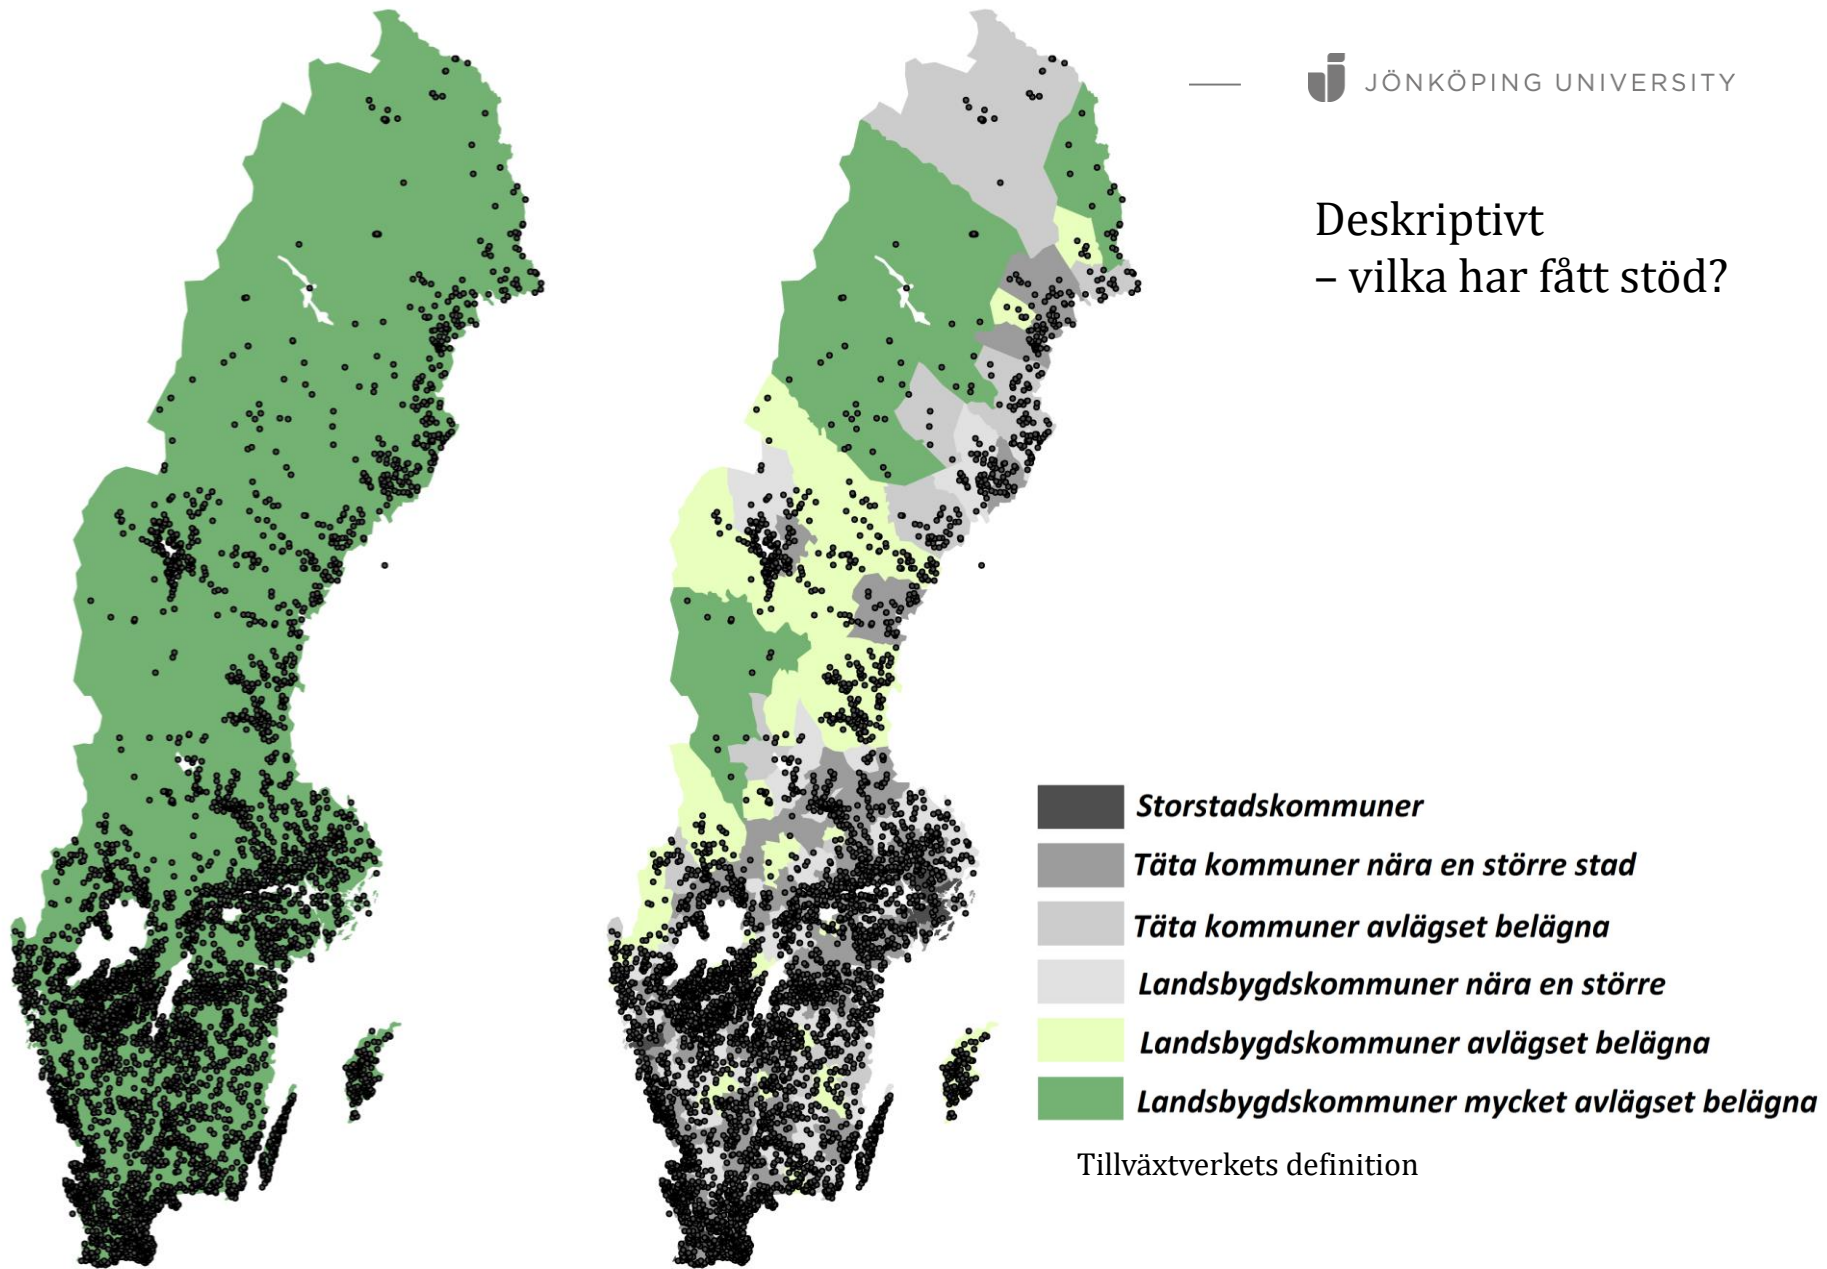 JÖNKÖPING UNIVERSITY
Deskriptivt
– vilka har fått stöd?
Storstadskommuner
Täta kommuner nära en större stad
Täta kommuner avlägset belägna
Landsbygdskommuner nära en större
Landsbygdskommuner avlägset belägna
Landsbygdskommuner mycket avlägset belägna
Tillväxtverkets definition